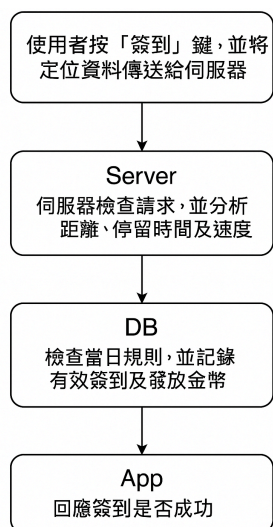 使用者按「簽到」鍵,並将
定位資料傳送給伺服器
Server
伺服器檢查請求,並分析
距離、停留時間及速度
DB
檢查當日規則,並記錄
有效簽到及發放金幣
App
回應簽到是否成功